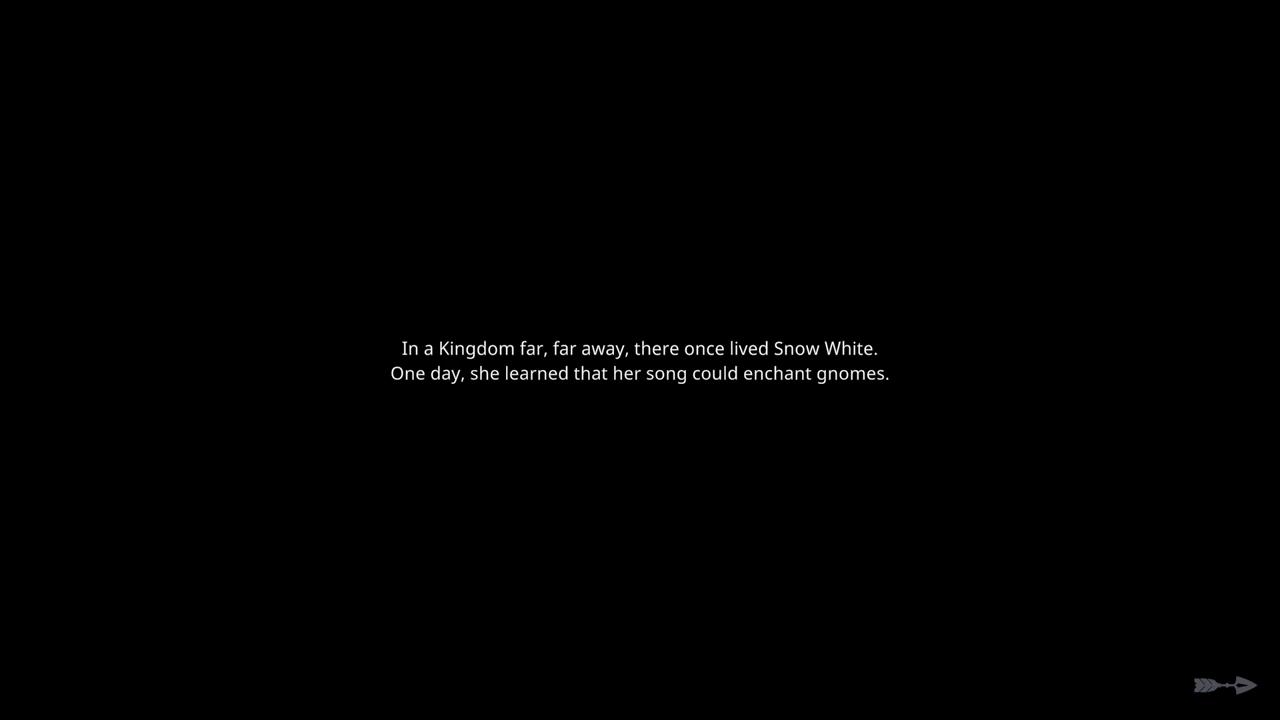 In a Kingdom far, far away, there once lived Snow White.
One day, she learned that her song could enchant gnomes.